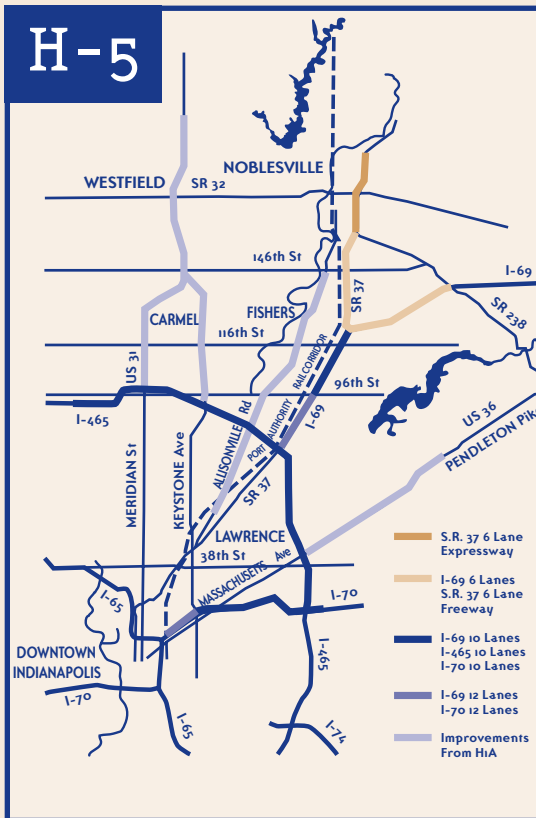 H-5
NOBLESVILLE
WESTFIELD
SR 32
146th St
I-69
SR 37
SR 238
CARMEL
FISHERS
116th St
US 31
PORT AUTHORITY RAIL CORRIDOR
96th St
I-465
I-69
ALLISONVILLE Rd
US 36
PENDLETON Pik
MERIDIAN St
KEYSTONE Ave
SR 37
LAWRENCE
38th St
MASSACHUSETTS Ave
I-65
I-70
DOWNTOWN
INDIANAPOLIS
I-465
I-70
I-65
I-74
S.R. 37 6 Lane
Expressway
I-69 6 Lanes
S.R. 37 6 Lane
Freeway
I-69 10 Lanes
I-465 10 Lanes
I-70 10 Lanes
I-69 12 Lanes
I-70 12 Lanes
Improvements
From H1A